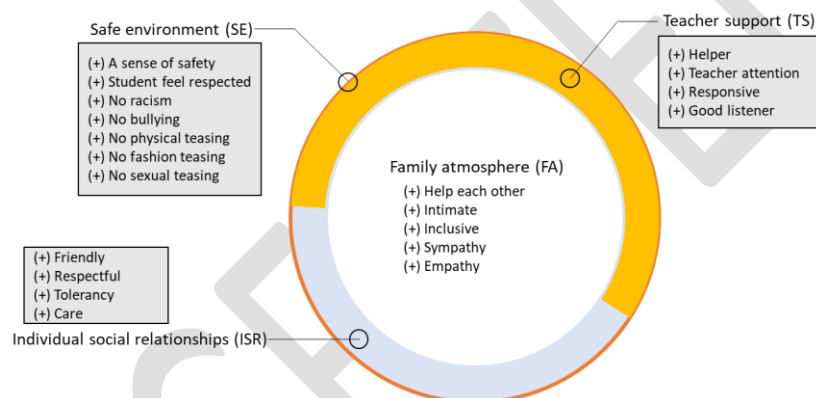 Safe environment (SE)
(+) A sense of safety
(+) Student feel respected
(+) No racism
(+) No bullying
(+) No physical teasing
(+) No fashion teasing
(+) No sexual teasing
Teacher support (TS)
(+) Helper
(+) Teacher attention
(+) Responsive
(+) Good listener
Family atmosphere (FA)
(+) Help each other
(+) Intimate
(+) Inclusive
(+) Sympathy
(+) Empathy
(+) Friendly
(+) Respectful
(+) Tolerancy
(+) Care
Individual social relationships (ISR)